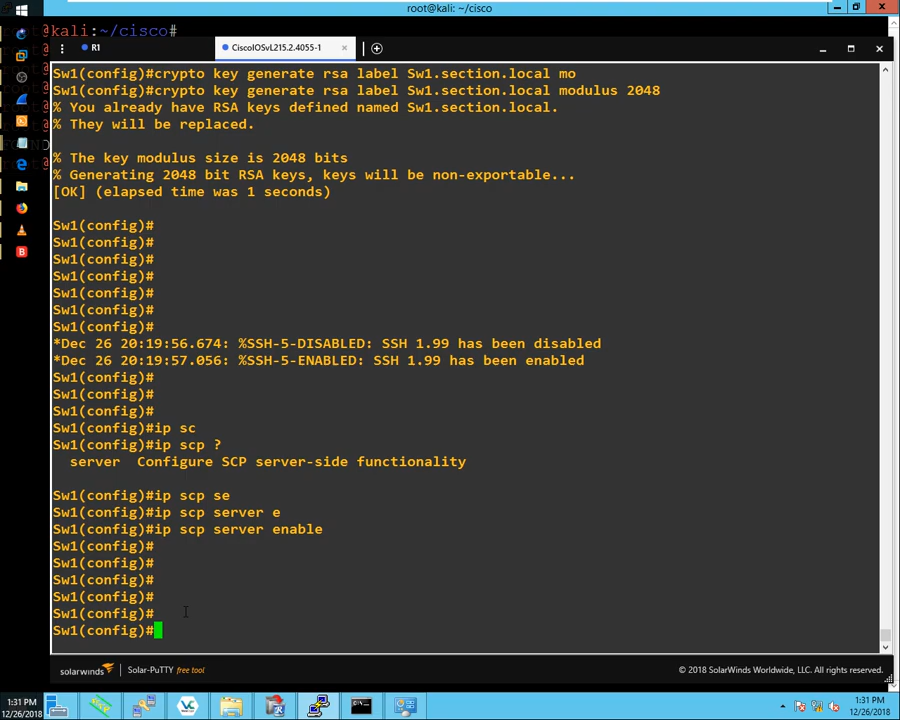 root@kali: ~/cisco
kali:~/cisco#
R1
CiscoIOSvL215.2.4055-1
Sw1(config)#crypto key generate rsa label Sw1.section.local mo
Sw1(config)#crypto key generate rsa label Sw1.section.local modulus 2048
% You already have RSA keys defined named Sw1.section.local.
% They will be replaced.
% The key modulus size is 2048 bits
% Generating 2048 bit RSA keys, keys will be non-exportable...
[OK] (elapsed time was 1 seconds)
Sw1(config)#
Sw1(config)#
Sw1(config)#
Sw1(config)#
Sw1(config)#
Sw1(config)#
Sw1(config)#
*Dec 26 20:19:56.674: %SSH-5-DISABLED: SSH 1.99 has been disabled
*Dec 26 20:19:57.056: %SSH-5-ENABLED: SSH 1.99 has been enabled
Sw1(config)#
Sw1(config)#
Sw1(config)#
Sw1(config)#ip sc
Sw1(config)#ip scp ?
server Configure SCP server-side functionality
Sw1(config)#ip scp se
Sw1(config)#ip scp server e
Sw1(config)#ip scp server enable
Sw1(config)#
Sw1(config)#
Sw1(config)#
Sw1(config)#
Sw1(config)#
Sw1(config)#
solarwinds Solar-PuTTY free tool © 2018 SolarWinds Worldwide, LLC. All rights reserved.
1:31 PM
12/26/2018
1:31 PM
12/26/2018